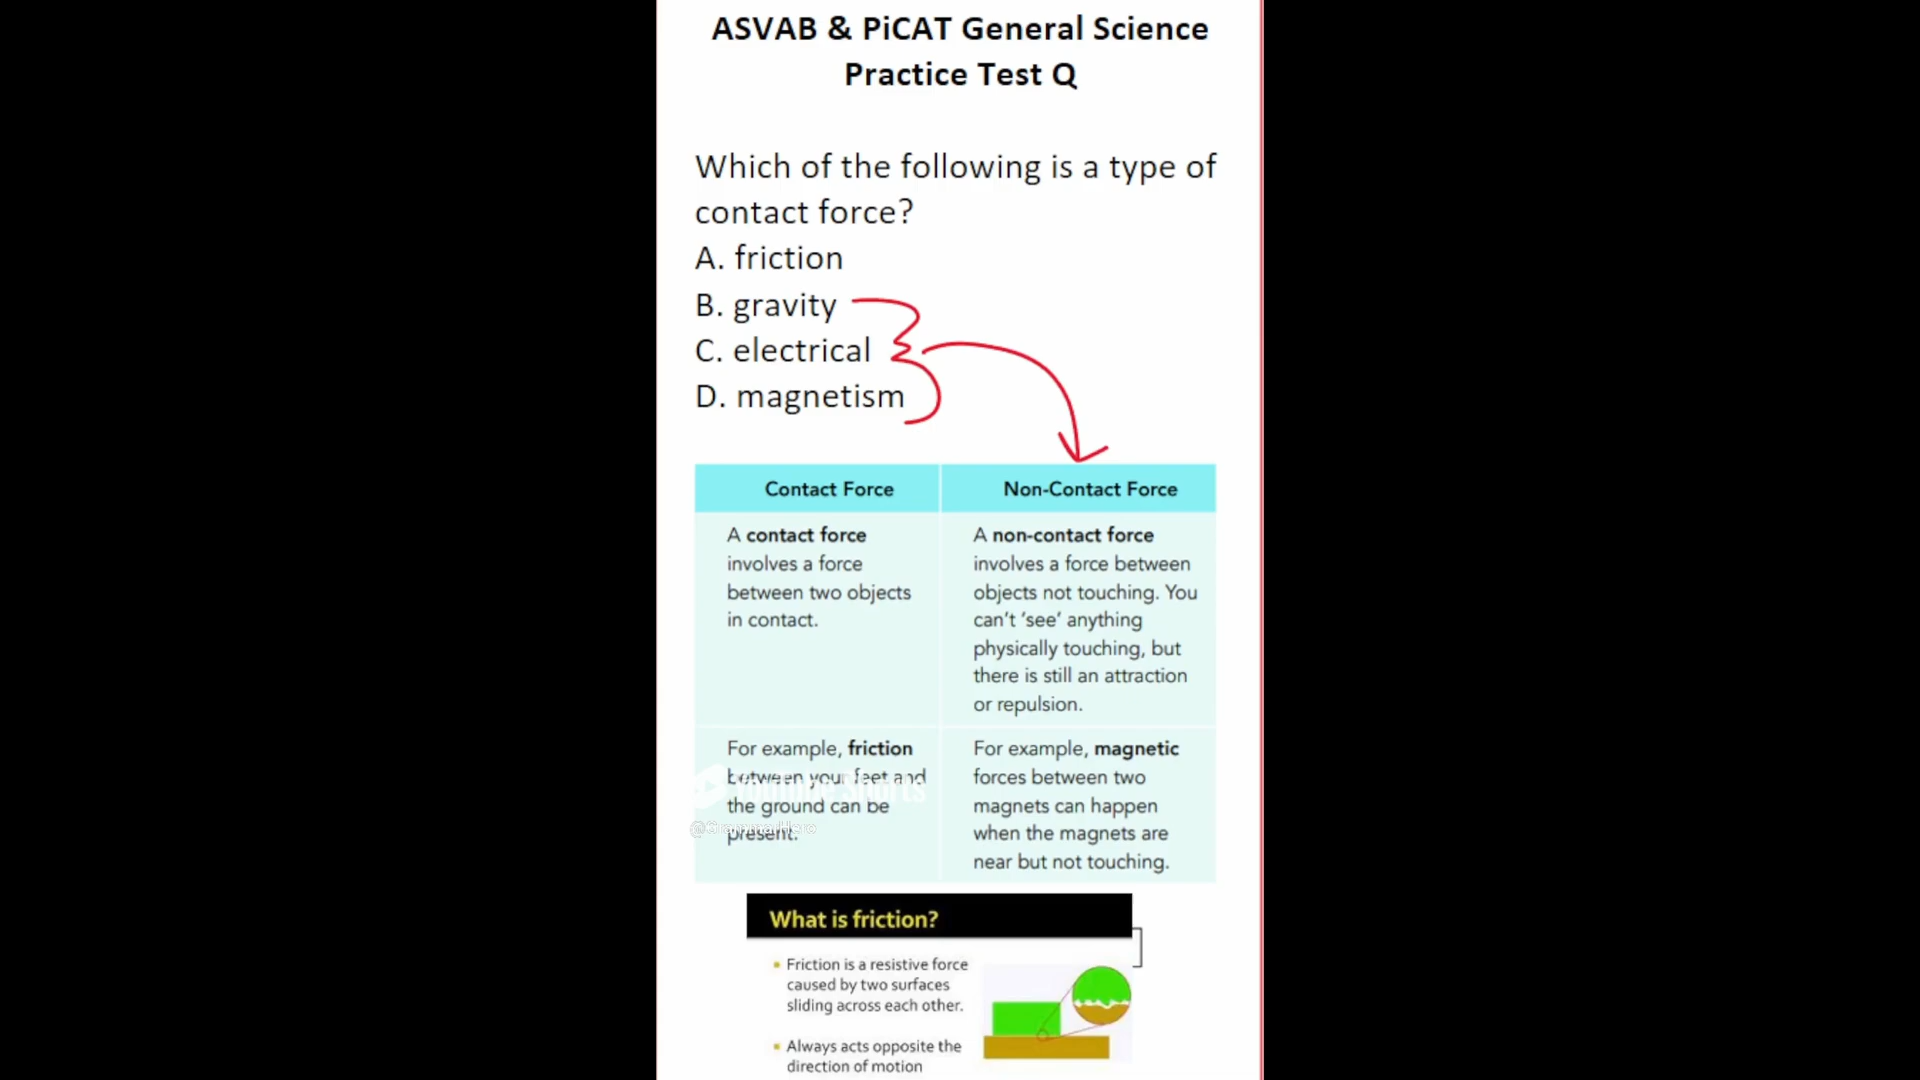 ASVAB & PiCAT General Science
Practice Test Q
Which of the following is a type of
contact force?
A. friction
B. gravity
C. electrical
D. magnetism
Contact Force
A contact force
involves a force
between two objects
in contact.
For example, friction
between your feet and
the ground can be
present.
Non-Contact Force
A non-contact force
involves a force between
objects not touching. You
can't 'see' anything
physically touching, but
there is still an attraction
or repulsion.
For example, magnetic
forces between two
magnets can happen
when the magnets are
near but not touching.
YouTube Shorts
@GrammarHero
What is friction?
Friction is a resistive force
caused by two surfaces
sliding across each other.
Always acts opposite the
direction of motion